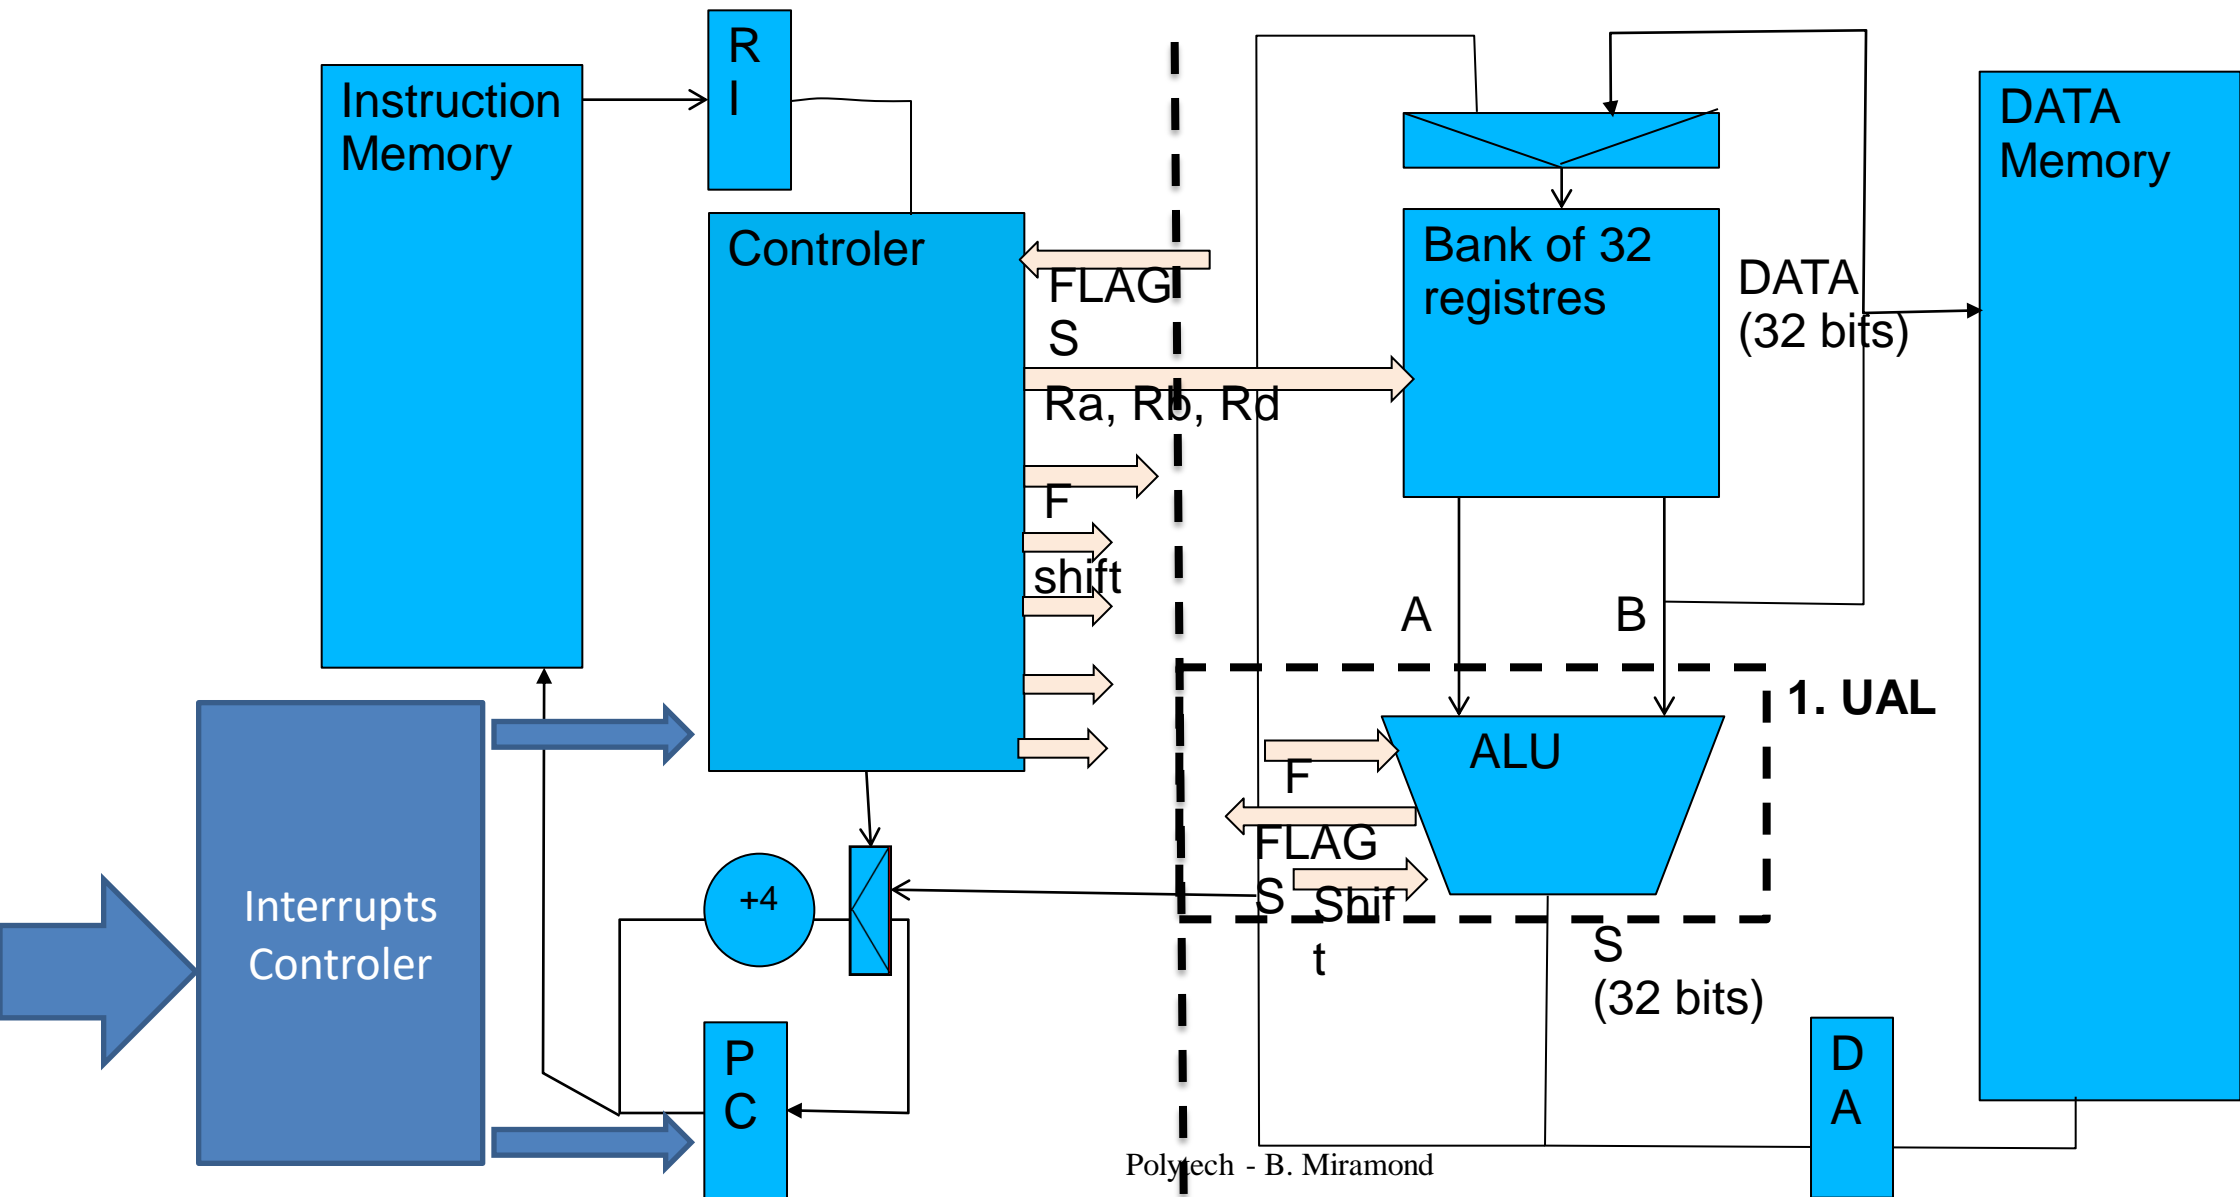 R
I
Instruction
Memory
DATA
Memory
Controler
Bank of 32
registres
FLAG
S
DATA
(32 bits)
Ra, Rb, Rd
F
shift
A
B
1. UAL
ALU
F
FLAG
S
Shif
t
+4
Interrupts
Controler
S
(32 bits)
P
C
D
A
Polytech - B. Miramond